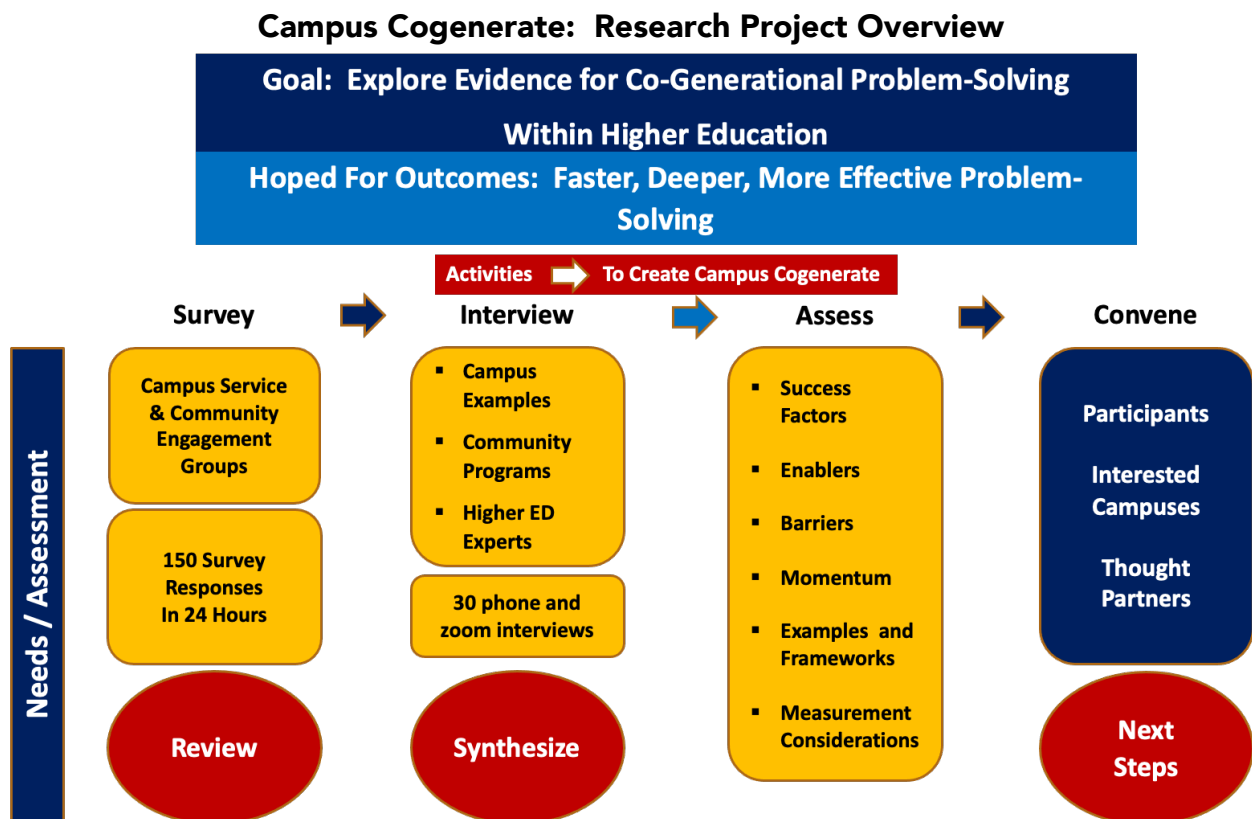 Campus Cogenerate:  Research Project Overview
Goal:  Explore Evidence for Co-Generational Problem-Solving
Within Higher Education
Hoped For Outcomes:  Faster, Deeper, More Effective Problem-
Solving
Activities
To Create Campus Cogenerate
Survey
Interview
Assess
Convene
Needs / Assessment
Campus Service
& Community
Engagement
Groups
150 Survey
Responses
In 24 Hours
Review
▪ Campus
Examples
▪ Community
Programs
▪ Higher ED
Experts
30 phone and
zoom interviews
Synthesize
▪ Success
Factors
▪ Enablers
▪ Barriers
▪ Momentum
▪ Examples and
Frameworks
▪ Measurement
Considerations
Participants
Interested
Campuses
Thought
Partners
Next
Steps